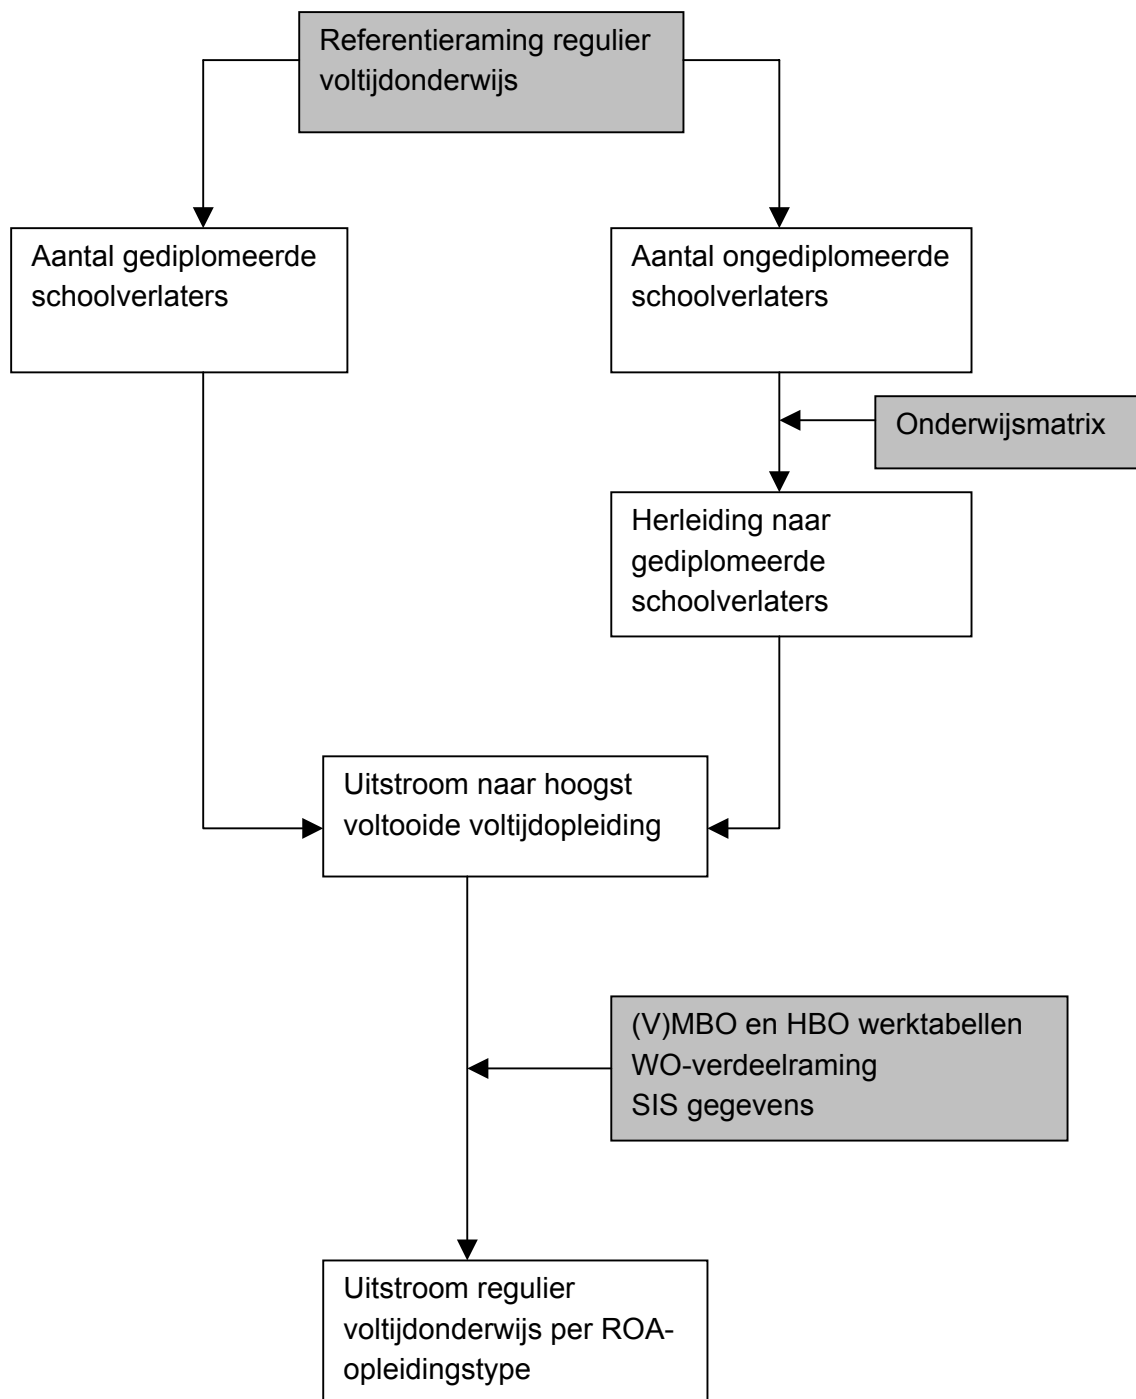 Referentieraming regulier
voltijdonderwijs
Aantal gediplomeerde
schoolverlaters
Aantal ongediplomeerde
schoolverlaters
Onderwijsmatrix
Herleiding naar
gediplomeerde
schoolverlaters
Uitstroom naar hoogst
voltooide voltijdopleiding
(V)MBO en HBO werktabellen
WO-verdeelraming
SIS gegevens
Uitstroom regulier
voltijdonderwijs per ROA-
opleidingstype